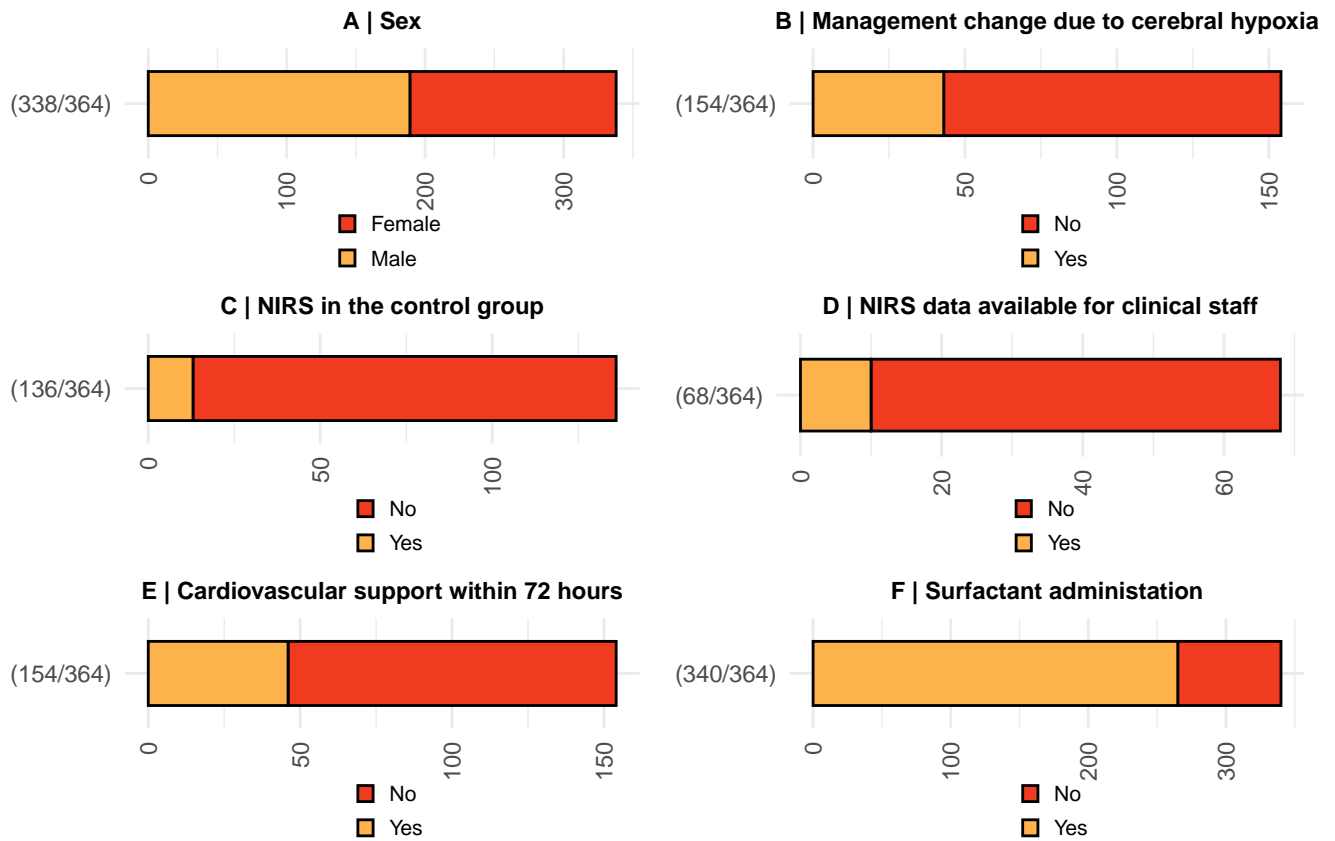 A | Sex
(338/364)
0 100 200 300
Female
Male
B | Management change due to cerebral hypoxia
(154/364)
0 50 100 150
No
Yes
C | NIRS in the control group
(136/364)
0 50 100
No
Yes
D | NIRS data available for clinical staff
(68/364)
0 20 40 60
No
Yes
E | Cardiovascular support within 72 hours
(154/364)
0 50 100 150
No
Yes
F | Surfactant administation
(340/364)
0 100 200 300
No
Yes